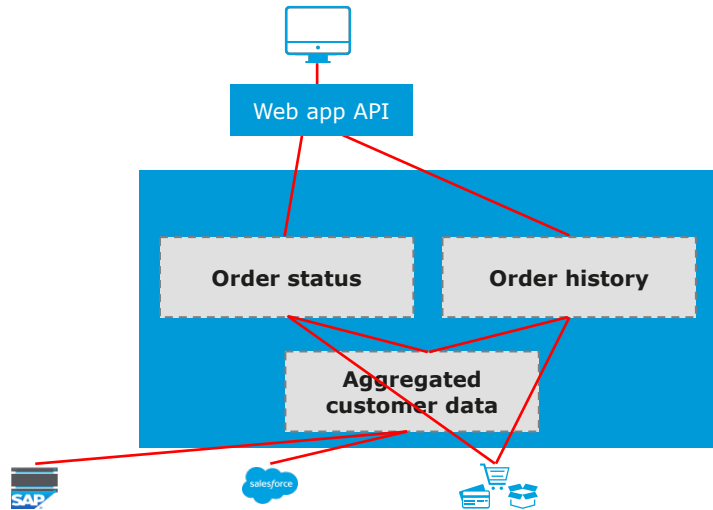 Web app API
Order status
Order history
Aggregated
customer data
SAP
salesforce